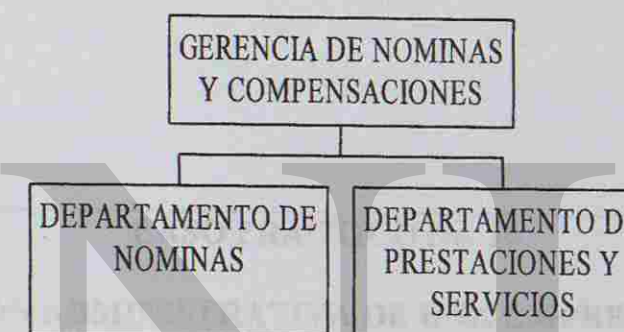 GERENCIA DE NOMINAS
Y COMPENSACIONES
DEPARTAMENTO DE
NOMINAS
DEPARTAMENTO D
PRESTACIONES Y
SERVICIOS